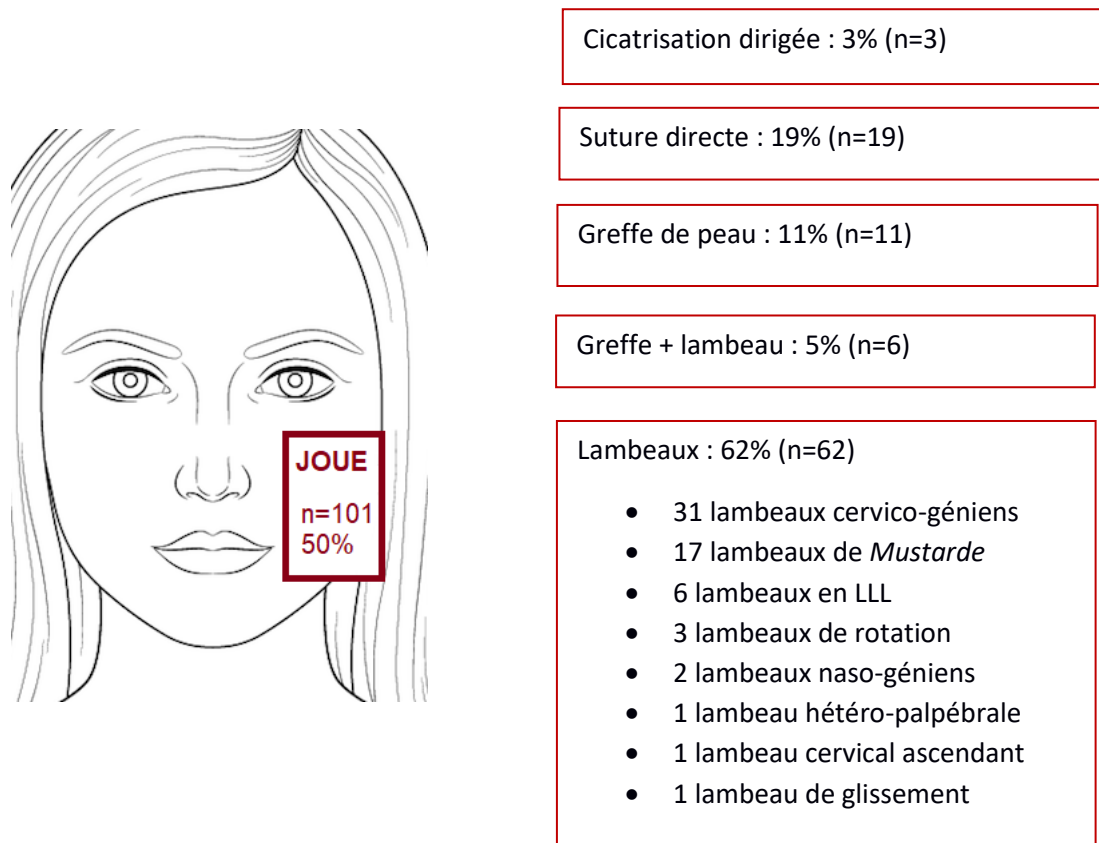 Cicatrisation dirigée : 3% (n=3)
Suture directe : 19% (n=19)
Greffe de peau : 11% (n=11)
Greffe + lambeau : 5% (n=6)
JOUE
n=101
50%
Lambeaux : 62% (n=62)
• 31 lambeaux cervico-géniens
• 17 lambeaux de Mustarde
• 6 lambeaux en LLL
• 3 lambeaux de rotation
• 2 lambeaux naso-géniens
• 1 lambeau hétéro-palpébrale
• 1 lambeau cervical ascendant
• 1 lambeau de glissement